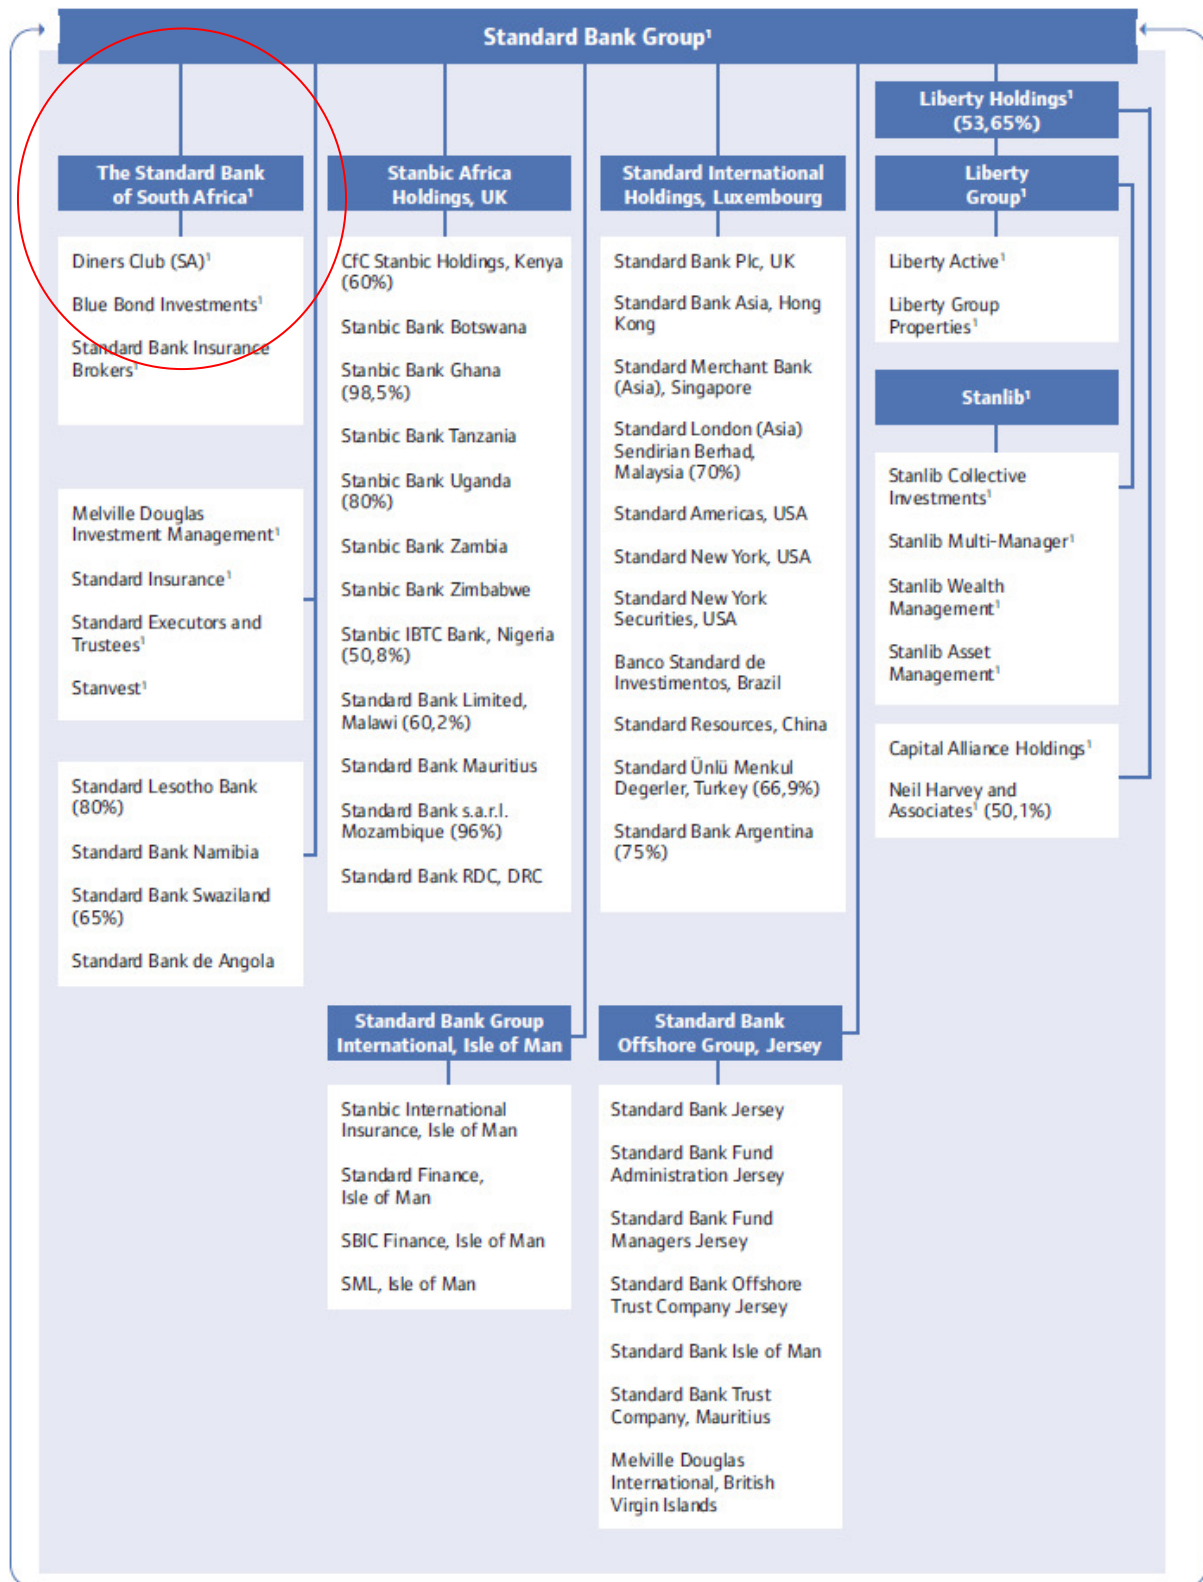 Standard Bank Group¹
The Standard Bank
of South Africa¹
Diners Club (SA)¹
Blue Bond Investments¹
Standard Bank Insurance
Brokers¹
Melville Douglas
Investment Management¹
Standard Insurance¹
Standard Executors and
Trustees¹
Stanvest¹
Standard Lesotho Bank
(80%)
Standard Bank Namibia
Standard Bank Swaziland
(65%)
Standard Bank de Angola
Stanbic Africa
Holdings, UK
CfC Stanbic Holdings, Kenya
(60%)
Stanbic Bank Botswana
Stanbic Bank Ghana
(98,5%)
Stanbic Bank Tanzania
Stanbic Bank Uganda
(80%)
Stanbic Bank Zambia
Stanbic Bank Zimbabwe
Stanbic IBTC Bank, Nigeria
(50,8%)
Standard Bank Limited,
Malawi (60,2%)
Standard Bank Mauritius
Standard Bank s.a.r.l.
Mozambique (96%)
Standard Bank RDC, DRC
Standard International
Holdings, Luxembourg
Standard Bank Plc, UK
Standard Bank Asia, Hong
Kong
Standard Merchant Bank
(Asia), Singapore
Standard London (Asia)
Sendirian Berhad,
Malaysia (70%)
Standard Americas, USA
Standard New York, USA
Standard New York
Securities, USA
Banco Standard de
Investimentos, Brazil
Standard Resources, China
Standard Ünlü Menkul
Degerler, Turkey (66,9%)
Standard Bank Argentina
(75%)
Liberty Holdings¹
(53,65%)
Liberty
Group¹
Liberty Active¹
Liberty Group
Properties¹
Stanlib¹
Stanlib Collective
Investments¹
Stanlib Multi-Manager¹
Stanlib Wealth
Management¹
Stanlib Asset
Management¹
Capital Alliance Holdings¹
Neil Harvey and
Associates¹ (50,1%)
Standard Bank Group
International, Isle of Man
Stanbic International
Insurance, Isle of Man
Standard Finance,
Isle of Man
SBIC Finance, Isle of Man
SML, Isle of Man
Standard Bank
Offshore Group, Jersey
Standard Bank Jersey
Standard Bank Fund
Administration Jersey
Standard Bank Fund
Managers Jersey
Standard Bank Offshore
Trust Company Jersey
Standard Bank Isle of Man
Standard Bank Trust
Company, Mauritius
Melville Douglas
International, British
Virgin Islands